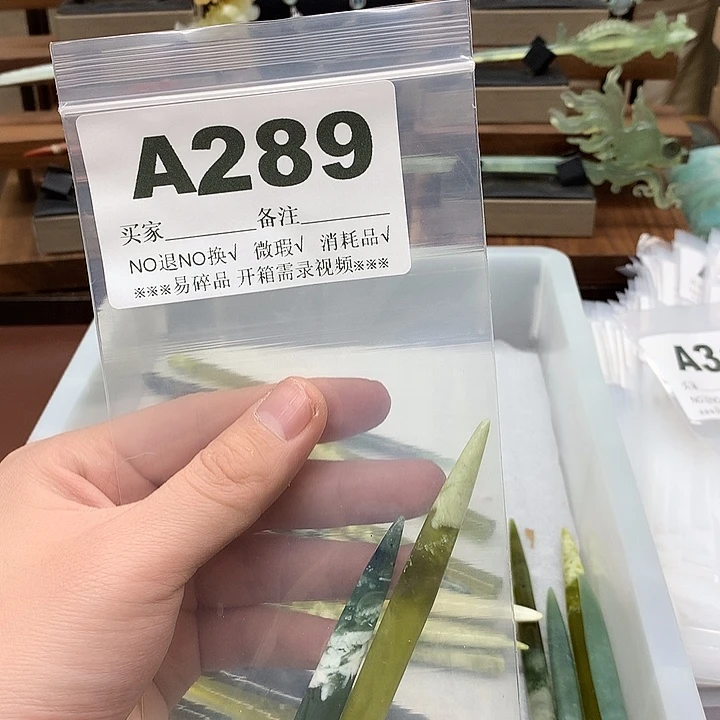 A289
买家________备注________
NO退NO换√ 微瑕√ 消耗品√
※※※易碎品 开箱需录视频※※※
A3